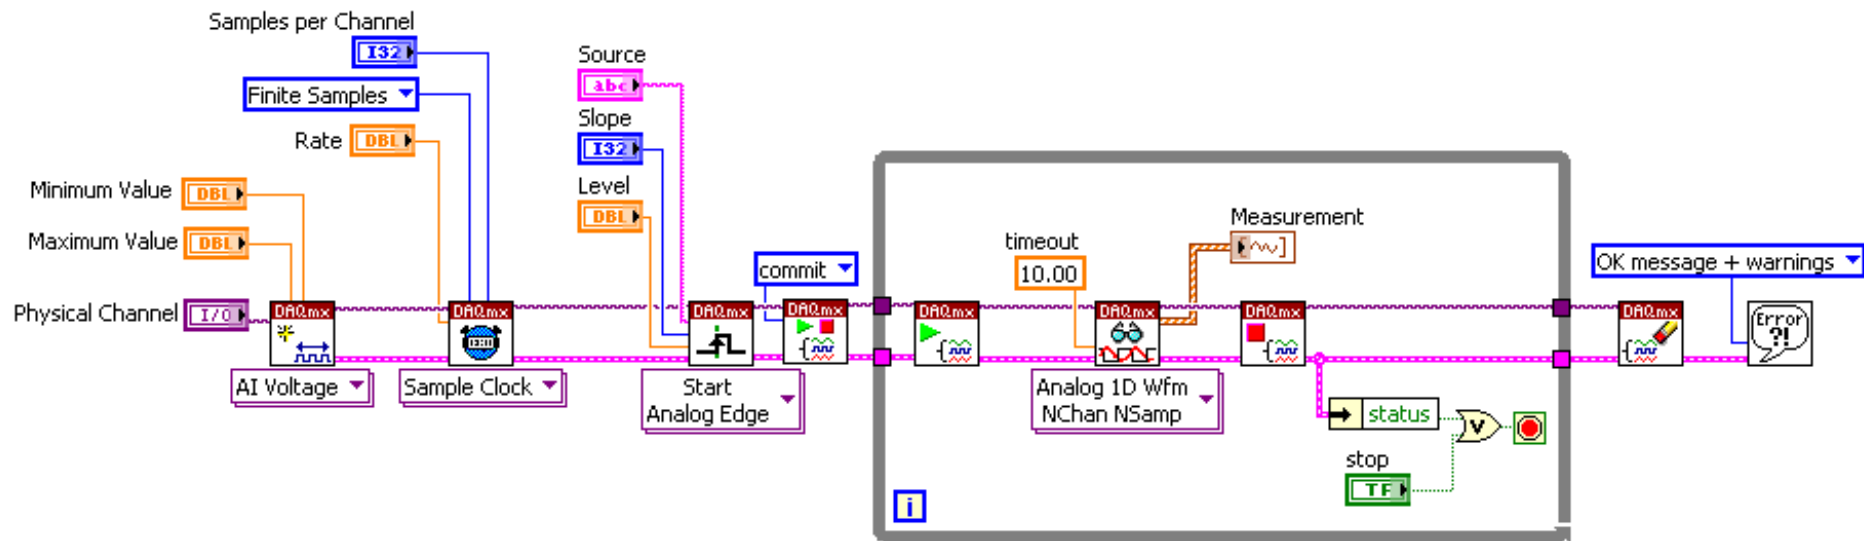 Samples per Channel
I32
Finite Samples
Rate
DBL
Minimum Value
DBL
Maximum Value
DBL
Physical Channel
I/O
DAQmx
AI Voltage
DAQmx
Sample Clock
Source
abc
Slope
I32
Level
DBL
DAQmx
Start
Analog Edge
commit
DAQmx
DAQmx
timeout
10.00
DAQmx
Analog 1D Wfm
NChan NSamp
Measurement
DAQmx
status
V
stop
TF
i
OK message + warnings
DAQmx
Error
?!